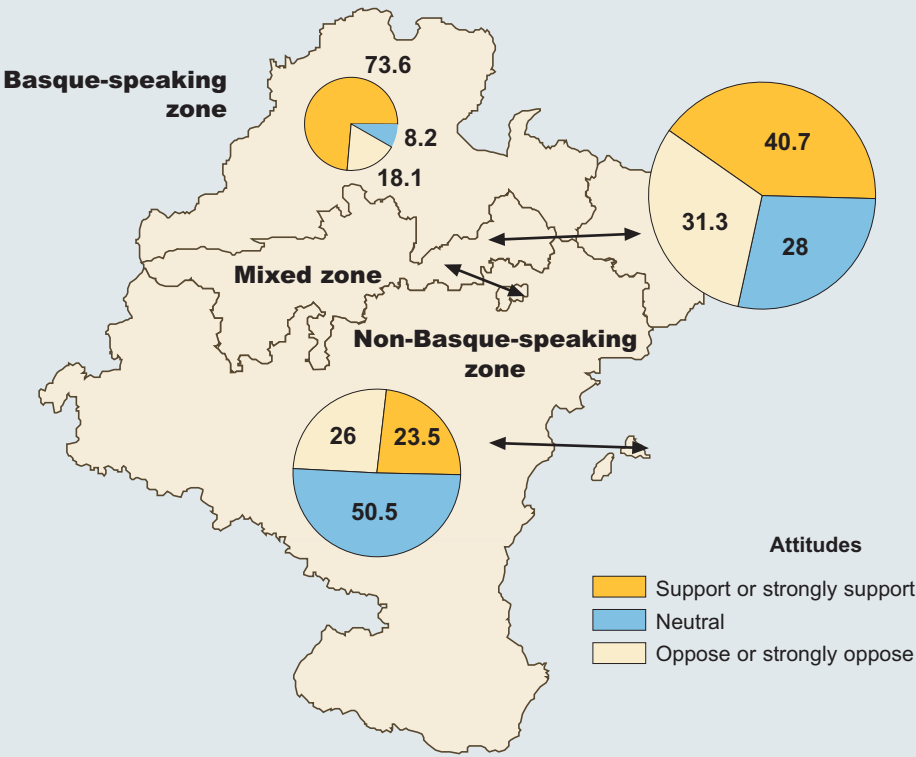 73.6
Basque-speaking
zone
8.2
18.1
40.7
31.3
28
Mixed zone
Non-Basque-speaking
zone
26
23.5
50.5
Attitudes
Support or strongly support
Neutral
Oppose or strongly oppose